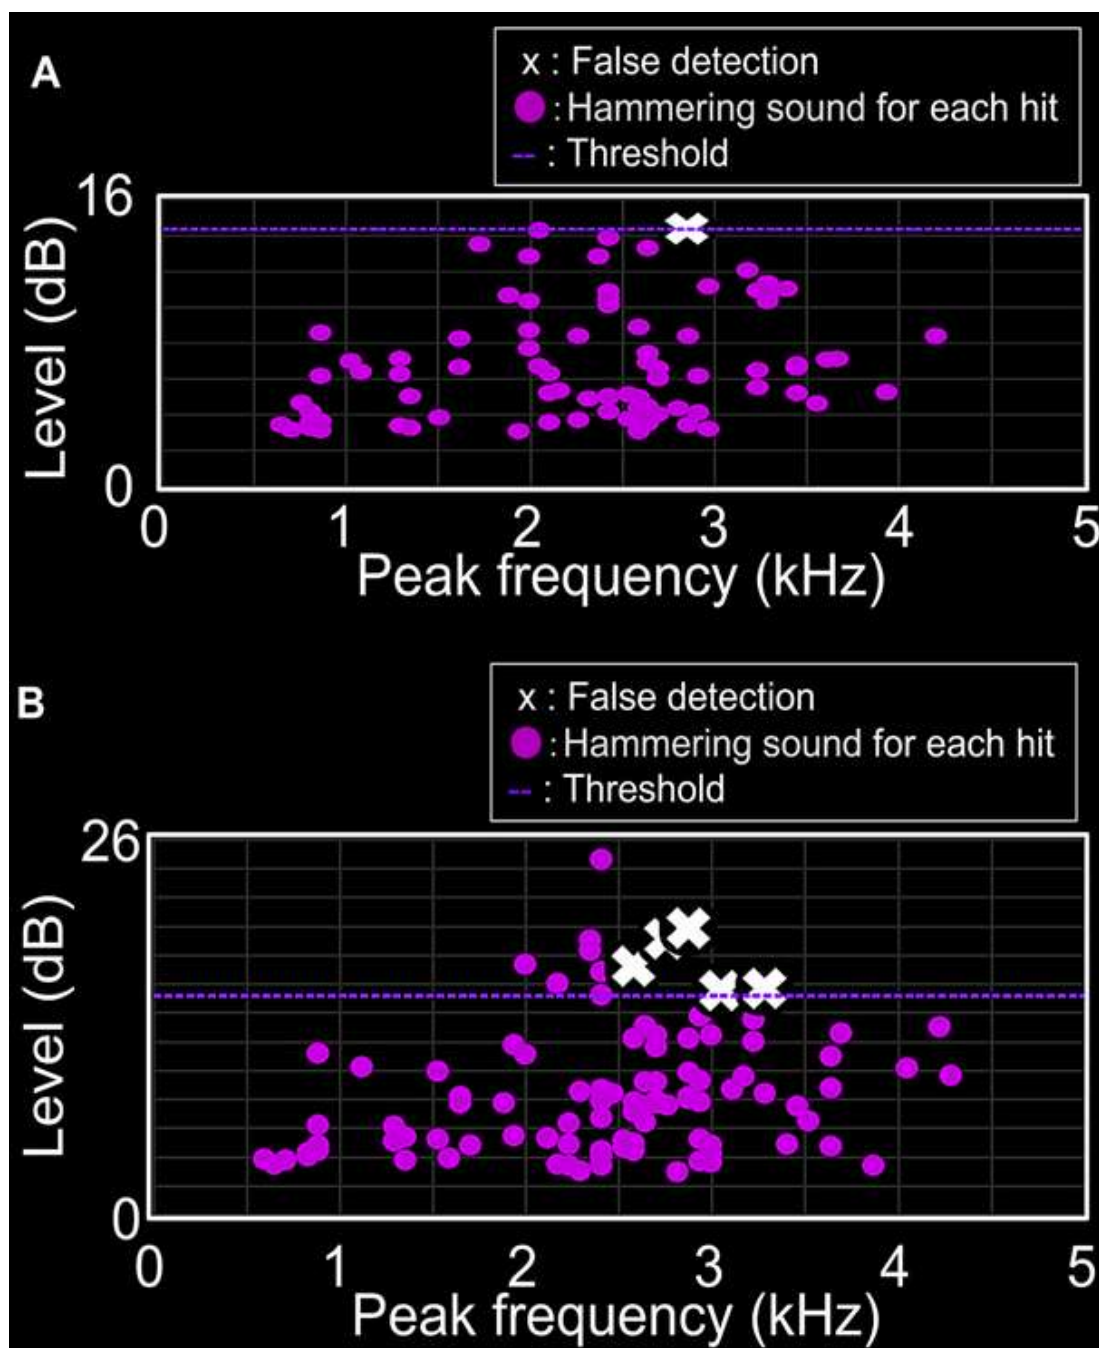 A
x : False detection
: Hammering sound for each hit
-- : Threshold
16
Level (dB)
0
0 1 2 3 4 5
Peak frequency (kHz)
B
x : False detection
: Hammering sound for each hit
-- : Threshold
26
Level (dB)
0
0 1 2 3 4 5
Peak frequency (kHz)